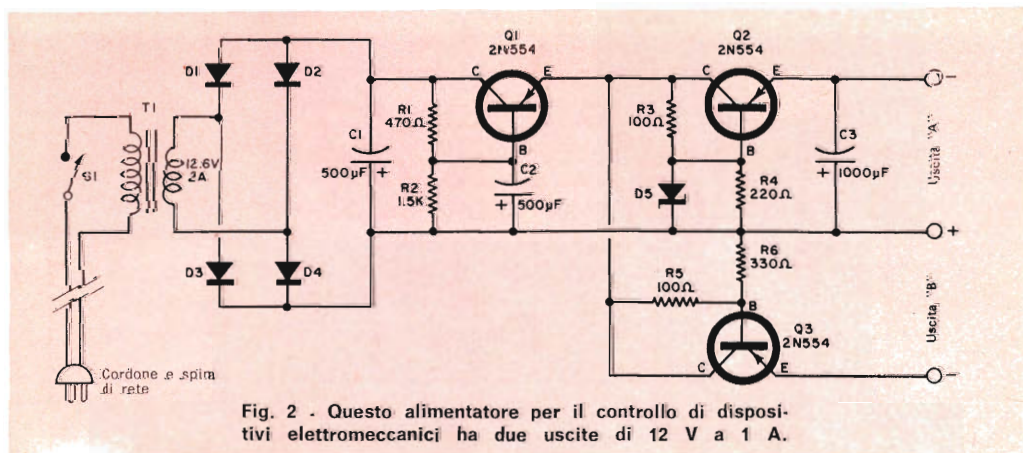 Q1
2N554
Q2
2N554
D1
D2
C
E
C
E
T1
R1
470Ω
R3
100Ω
C1
B
B
C3
12.6V
2A
S1
500µF
+
R2
1.5K
C2
+
500µF
D5
R4
220Ω
+
1000µF
Uscita "A"
-
+
R6
330Ω
D3
D4
R5
100Ω
B
Q3
2N554
C
E
Uscita "B"
-
Cordone e spina
di rete
Fig. 2 - Questo alimentatore per il controllo di disposi-
tivi elettromeccanici ha due uscite di 12 V a 1 A.